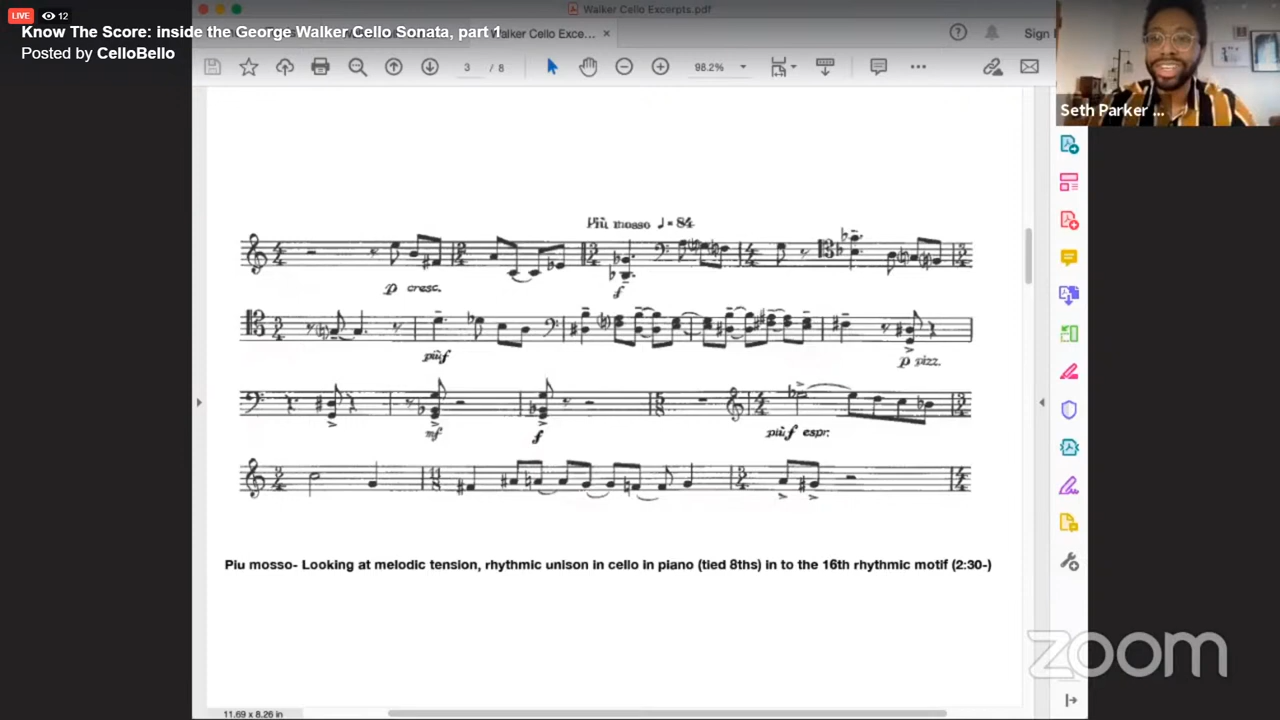 LIVE 12
Walker Cello Excerpts.pdf
Know The Score: inside the George Walker Cello Sonata, part 1
alker Cello Exce...
Sign I
Posted by CelloBello
3 / 8
98.2%
Seth Parker ...
Più mosso ♩= 84
p cresc.
f
più f
p pizz.
mf
f
più f espr.
Piu mosso- Looking at melodic tension, rhythmic unison in cello in piano (tied 8ths) in to the 16th rhythmic motif (2:30-)
zoom
11.69 x 8.26 in